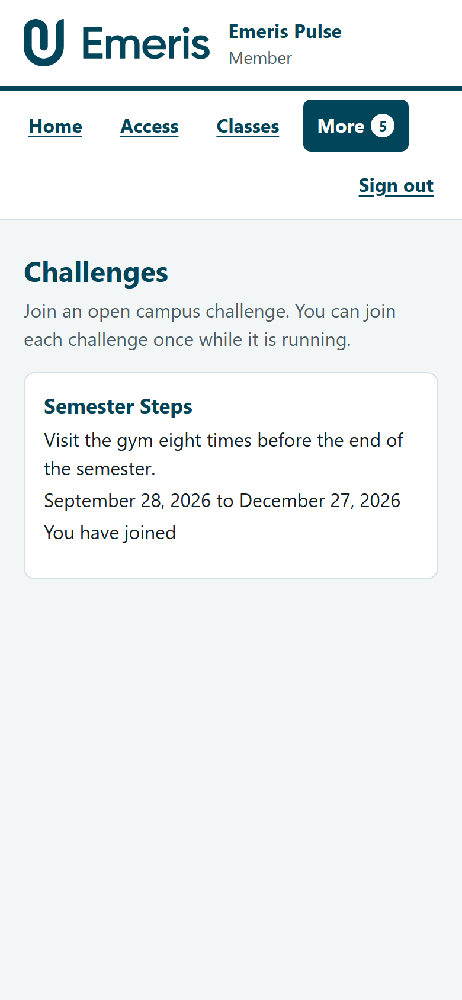 Emeris
Emeris Pulse
Member
Home
Access
Classes
More 5
Sign out
Challenges
Join an open campus challenge. You can join
each challenge once while it is running.
Semester Steps
Visit the gym eight times before the end of
the semester.
September 28, 2026 to December 27, 2026
You have joined